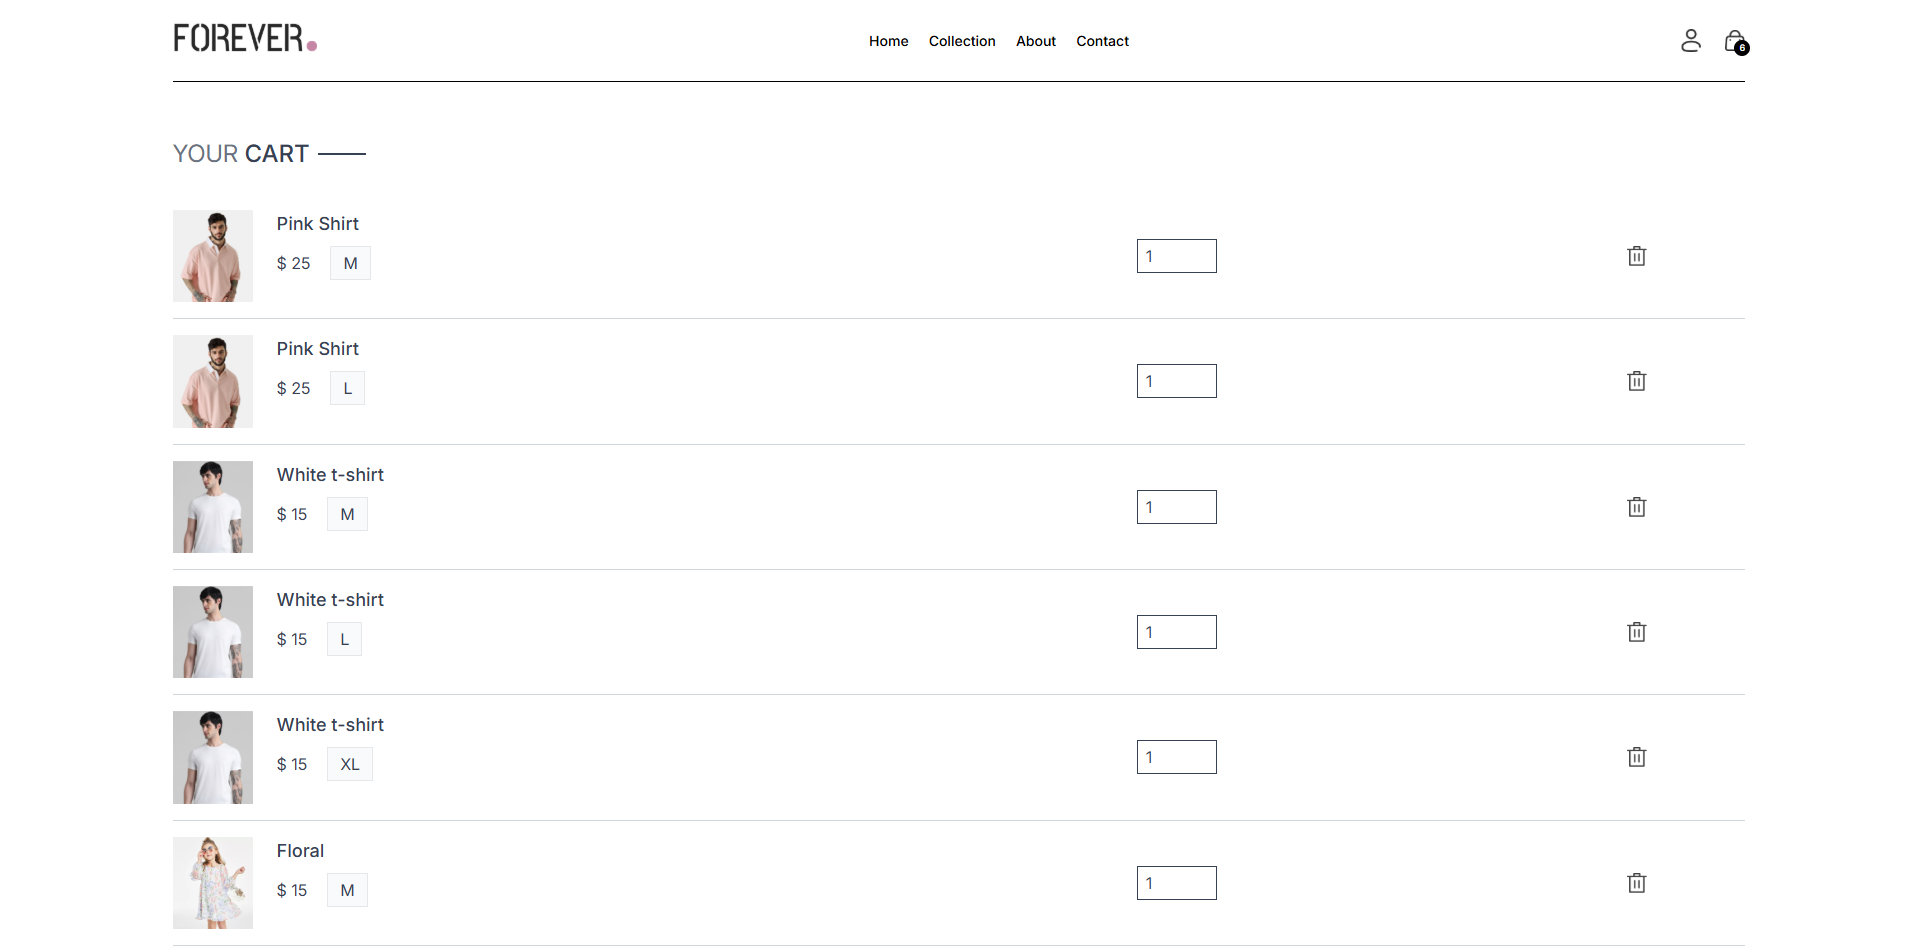 FOREVER.
Home Collection About Contact
6
YOUR CART
Pink Shirt
$ 25 M
1
Pink Shirt
$ 25 L
1
White t-shirt
$ 15 M
1
White t-shirt
$ 15 L
1
White t-shirt
$ 15 XL
1
Floral
$ 15 M
1